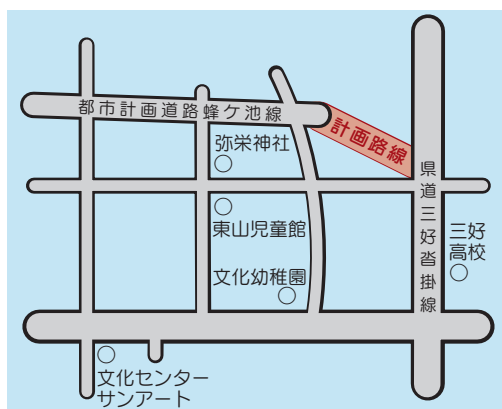 都市計画道路蜂ケ池線
計画路線
弥栄神社
県道三好沓掛線
東山児童館
三好
高校
文化幼稚園
文化センター
サンアート